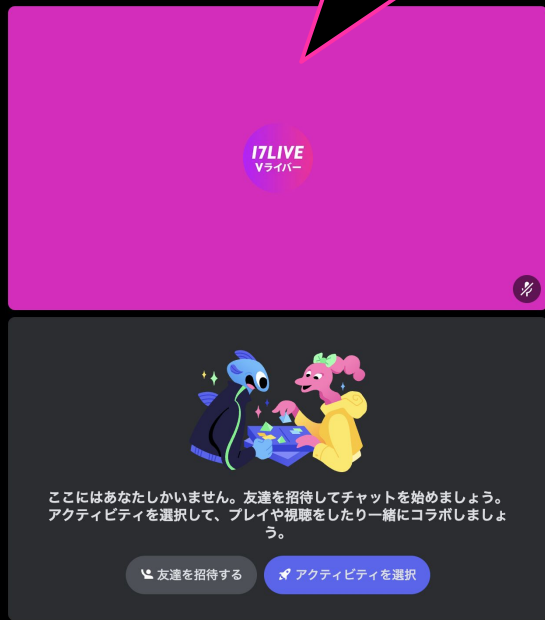 17LIVE
Vライバー
ここにはあなたしかいません。友達を招待してチャットを始めましょう。
アクティビティを選択して、プレイや視聴をしたり一緒にコラボしましょ
う。
友達を招待する
アクティビティを選択